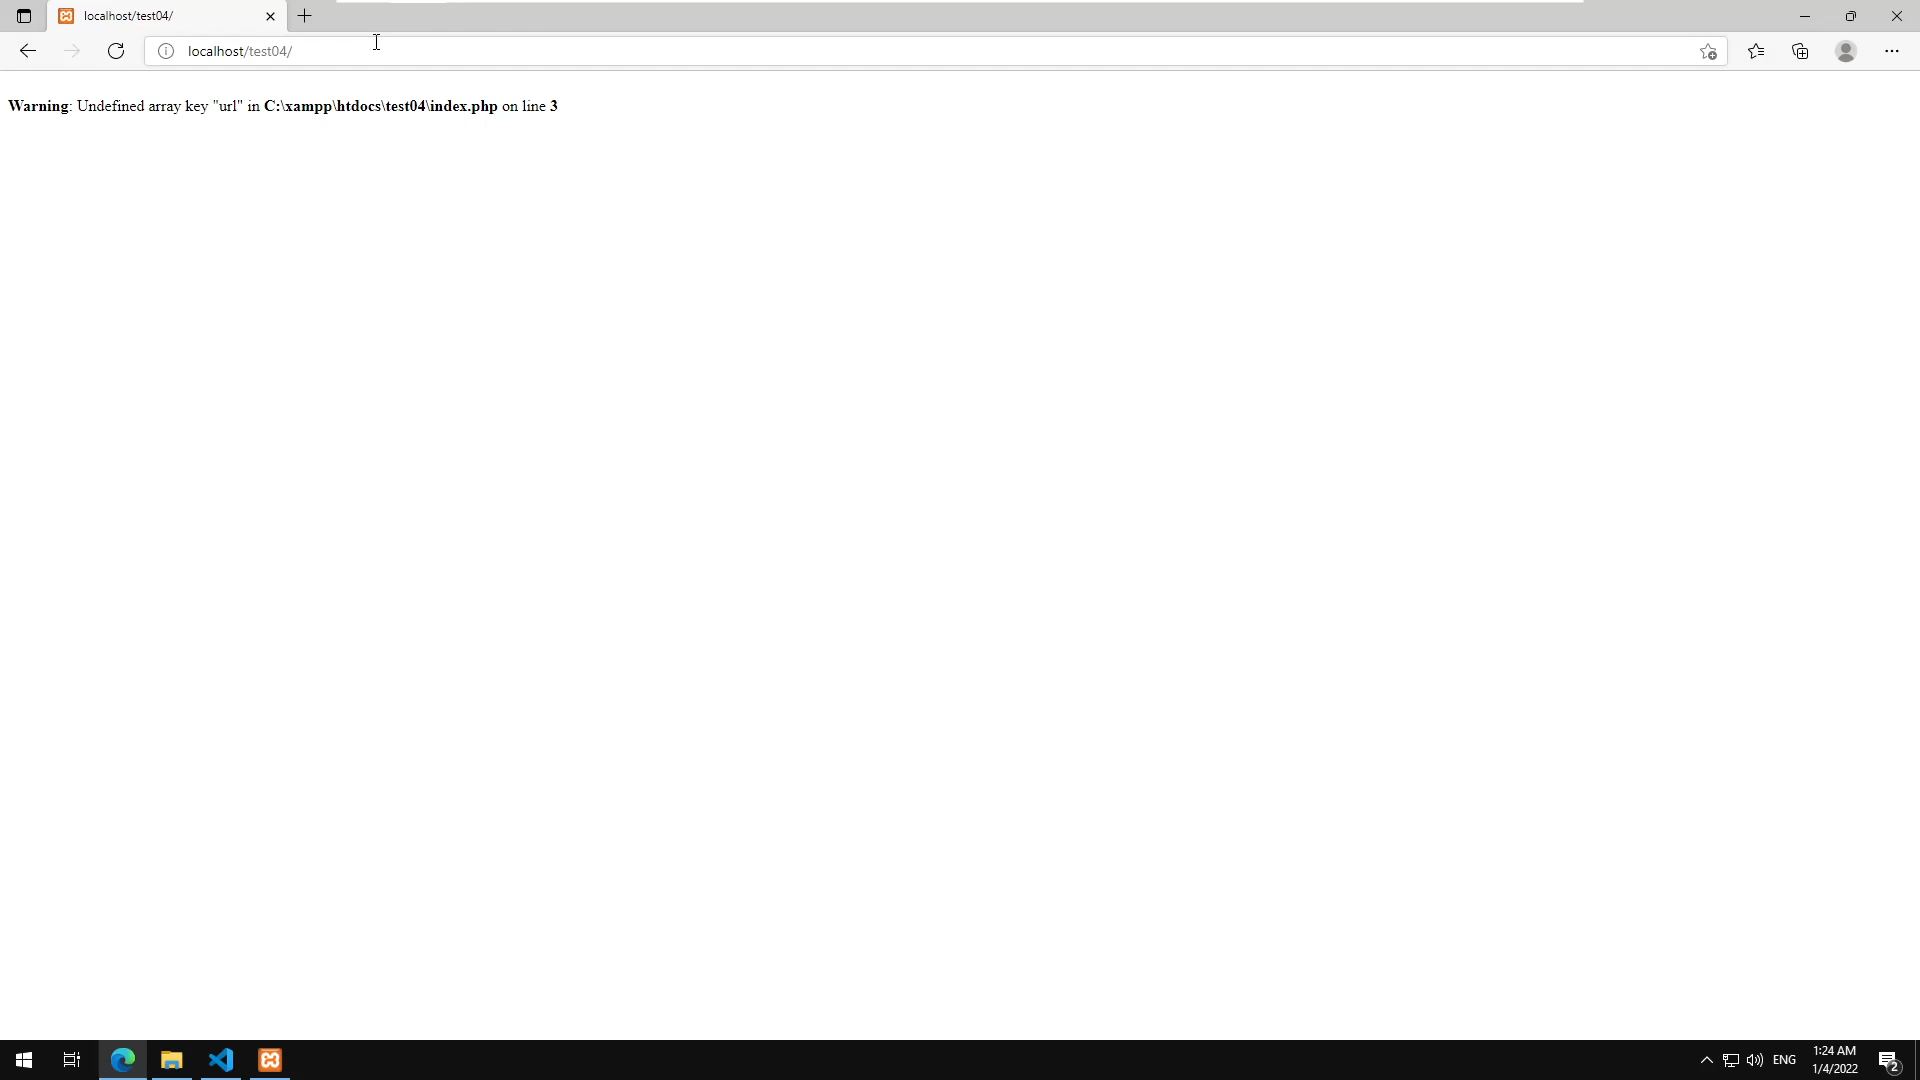 localhost/test04/
localhost/test04/
Warning: Undefined array key "url" in C:\xampp\htdocs\test04\index.php on line 3
ENG
1:24 AM
1/4/2022
2